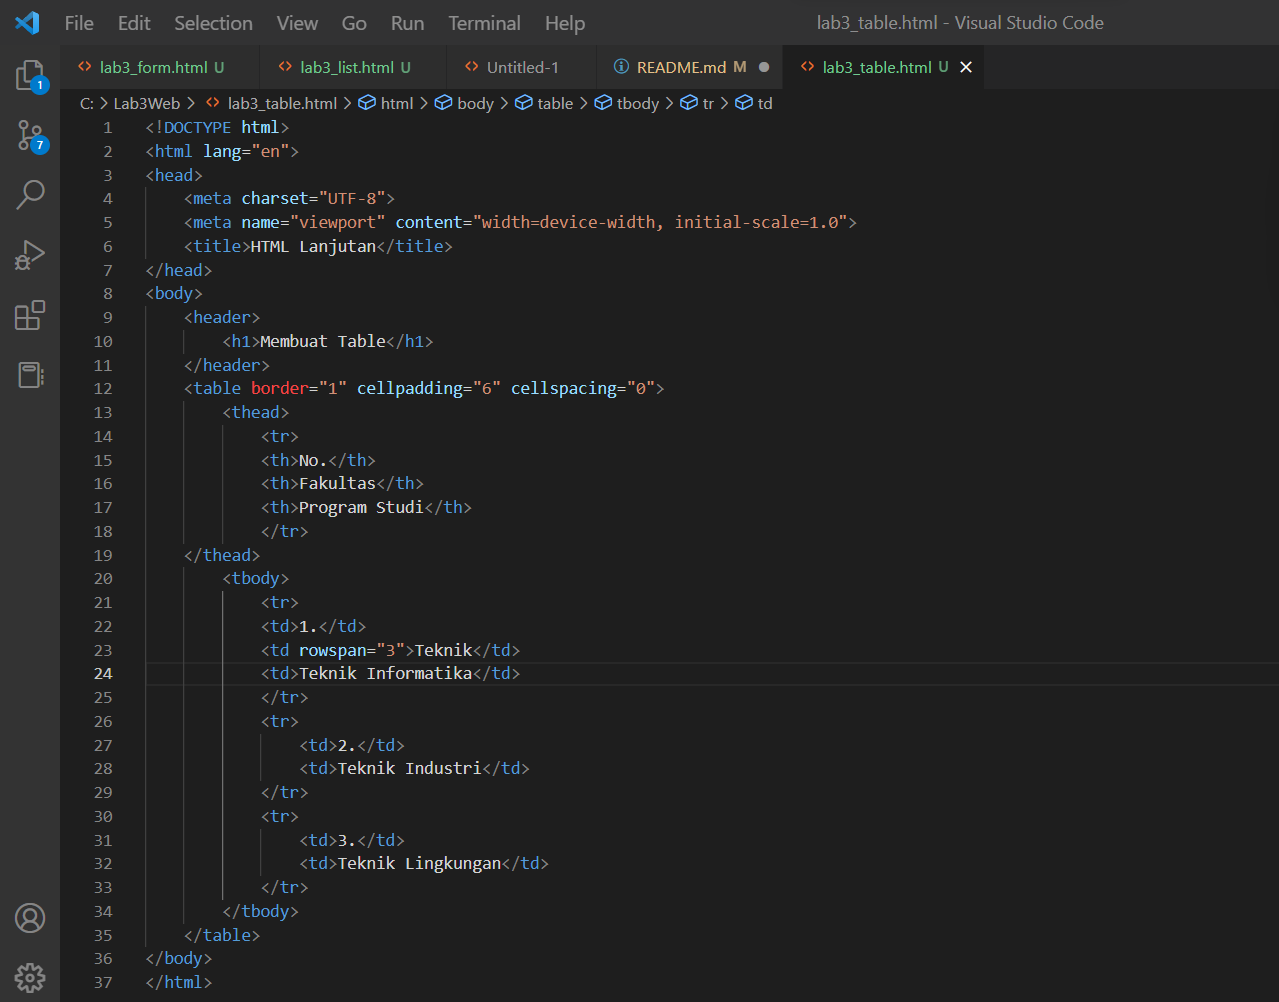 File Edit Selection View Go Run Terminal Help lab3_table.html - Visual Studio Code
lab3_form.html U lab3_list.html U Untitled-1 README.md M lab3_table.html U
C: > Lab3Web > lab3_table.html > html > body > table > tbody > tr > td
1
7
1 <!DOCTYPE html>
2 <html lang="en">
3 <head>
4     <meta charset="UTF-8">
5     <meta name="viewport" content="width=device-width, initial-scale=1.0">
6     <title>HTML Lanjutan</title>
7 </head>
8 <body>
9     <header>
10         <h1>Membuat Table</h1>
11     </header>
12     <table border="1" cellpadding="6" cellspacing="0">
13         <thead>
14             <tr>
15             <th>No.</th>
16             <th>Fakultas</th>
17             <th>Program Studi</th>
18             </tr>
19     </thead>
20         <tbody>
21             <tr>
22             <td>1.</td>
23             <td rowspan="3">Teknik</td>
24             <td>Teknik Informatika</td>
25             </tr>
26             <tr>
27                 <td>2.</td>
28                 <td>Teknik Industri</td>
29             </tr>
30             <tr>
31                 <td>3.</td>
32                 <td>Teknik Lingkungan</td>
33             </tr>
34         </tbody>
35     </table>
36 </body>
37 </html>